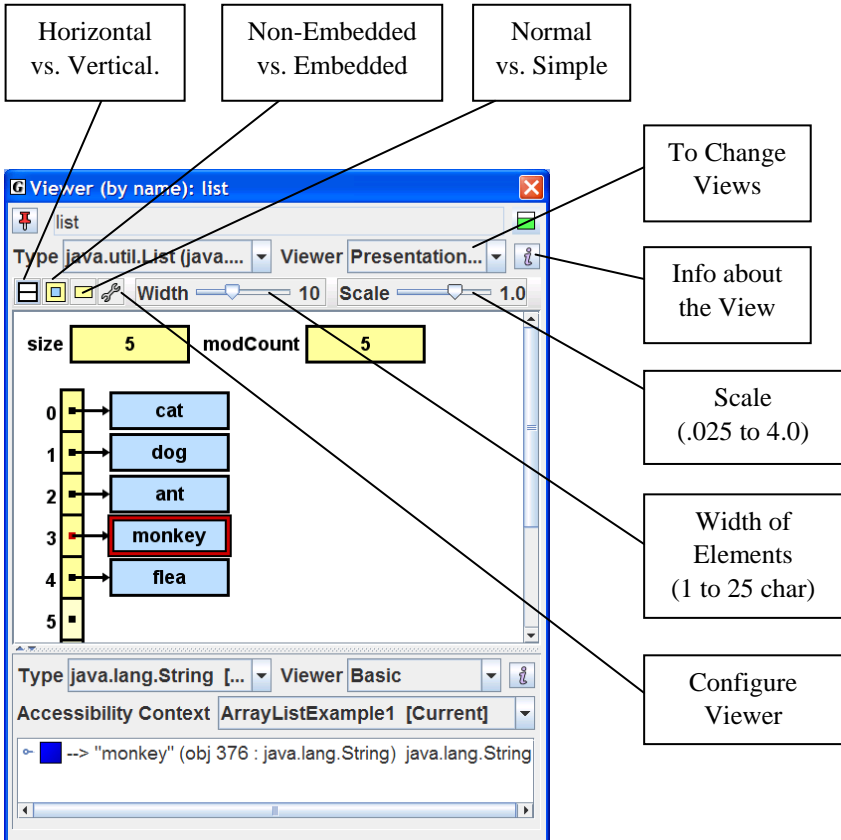 Horizontal
vs. Vertical.
Non-Embedded
vs. Embedded
Normal
vs. Simple
To Change
Views
Info about
the View
Scale
(.025 to 4.0)
Width of
Elements
(1 to 25 char)
Configure
Viewer
G Viewer (by name): list
list
Type java.util.List (java.... Viewer Presentation... i
Width 10 Scale 1.0
size 5 modCount 5
0 cat
1 dog
2 ant
3 monkey
4 flea
5
Type java.lang.String [... Viewer Basic i
Accessibility Context ArrayListExample1 [Current]
--> "monkey" (obj 376 : java.lang.String) java.lang.String